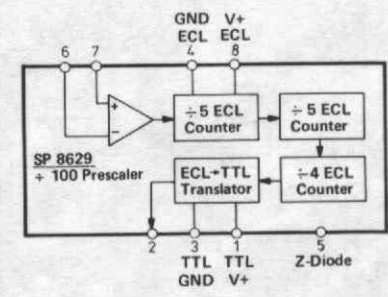 GND V+
ECL ECL
6 7 4 8
+
−
÷5 ECL
Counter
÷5 ECL
Counter
SP 8629
÷ 100 Prescaler
ECL→TTL
Translator
÷4 ECL
Counter
2 3 1 5
TTL TTL Z-Diode
GND V+